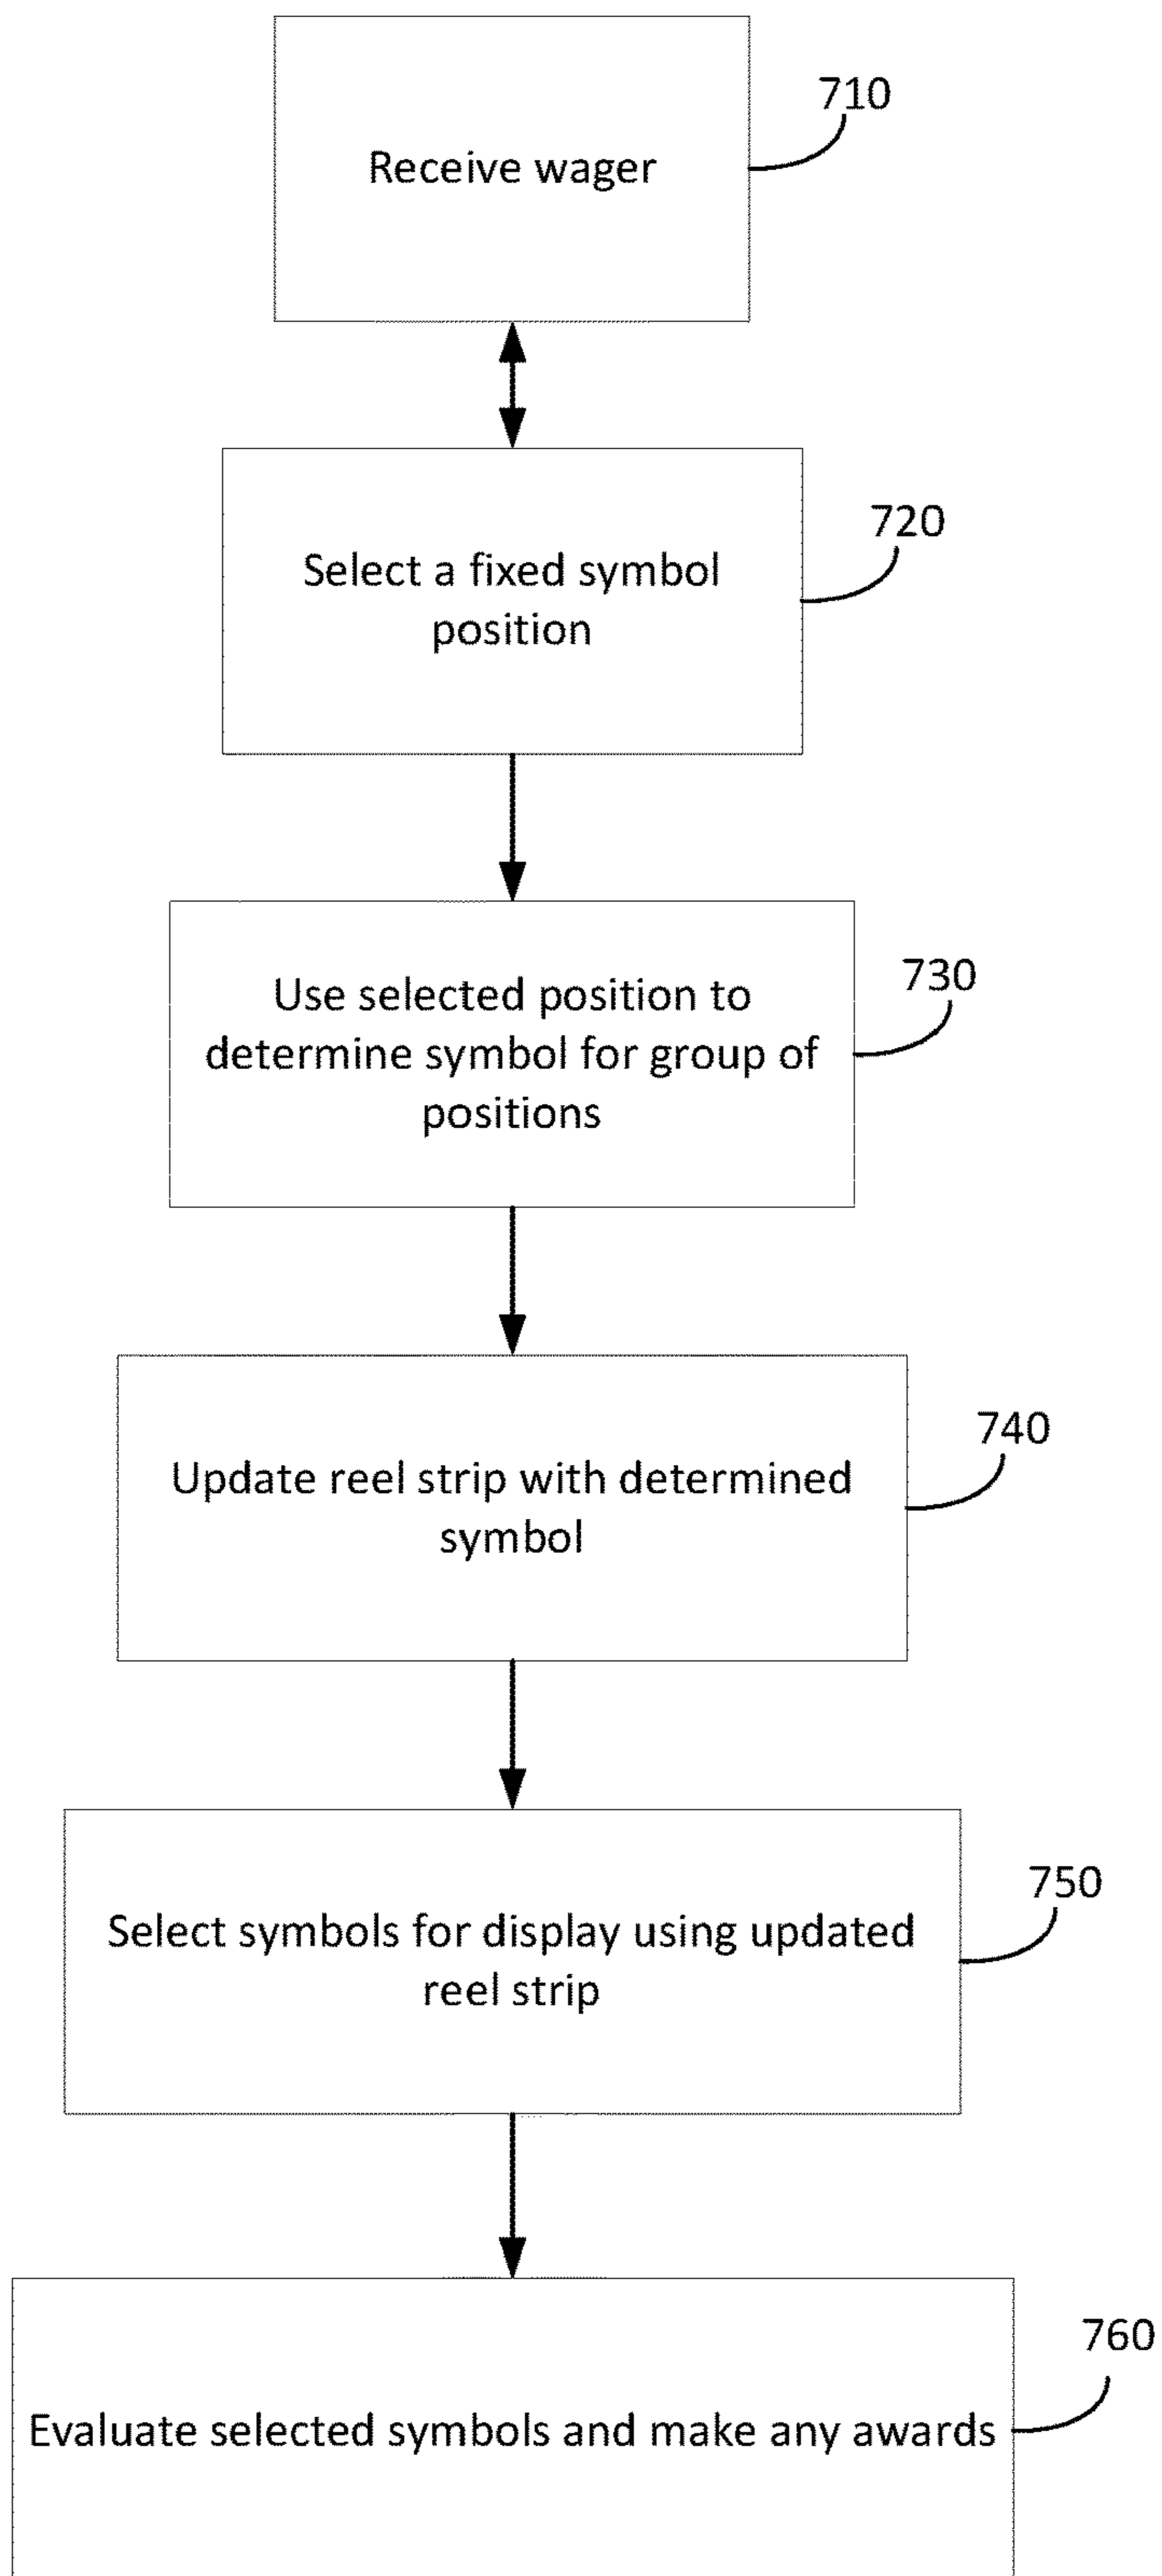 710
Receive wager
720
Select a fixed symbol
position
730
Use selected position to
determine symbol for group of
positions
740
Update reel strip with determined
symbol
750
Select symbols for display using updated
reel strip
760
Evaluate selected symbols and make any awards